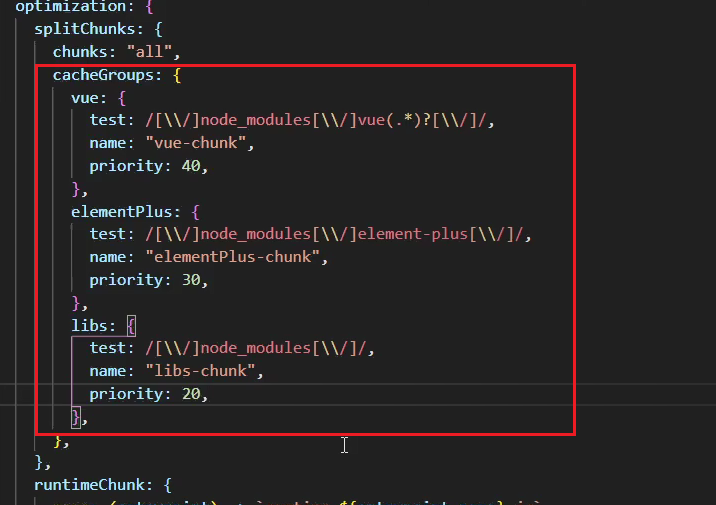 optimization: {
splitChunks: {
chunks: "all",
cacheGroups: {
vue: {
test: /[\\/]node_modules[\\/]vue(.*)?[\\/]/,
name: "vue-chunk",
priority: 40,
},
elementPlus: {
test: /[\\/]node_modules[\\/]element-plus[\\/]/,
name: "elementPlus-chunk",
priority: 30,
},
libs: {
test: /[\\/]node_modules[\\/]/,
name: "libs-chunk",
priority: 20,
},
},
},
runtimeChunk: {